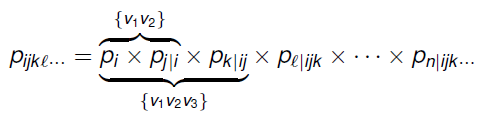 {v₁v₂}
pᵢⱼₖℓ... = pᵢ × pⱼ|ᵢ × pₖ|ᵢⱼ × pℓ|ᵢⱼₖ × ⋯ × pₙ|ᵢⱼₖ...
{v₁v₂v₃}